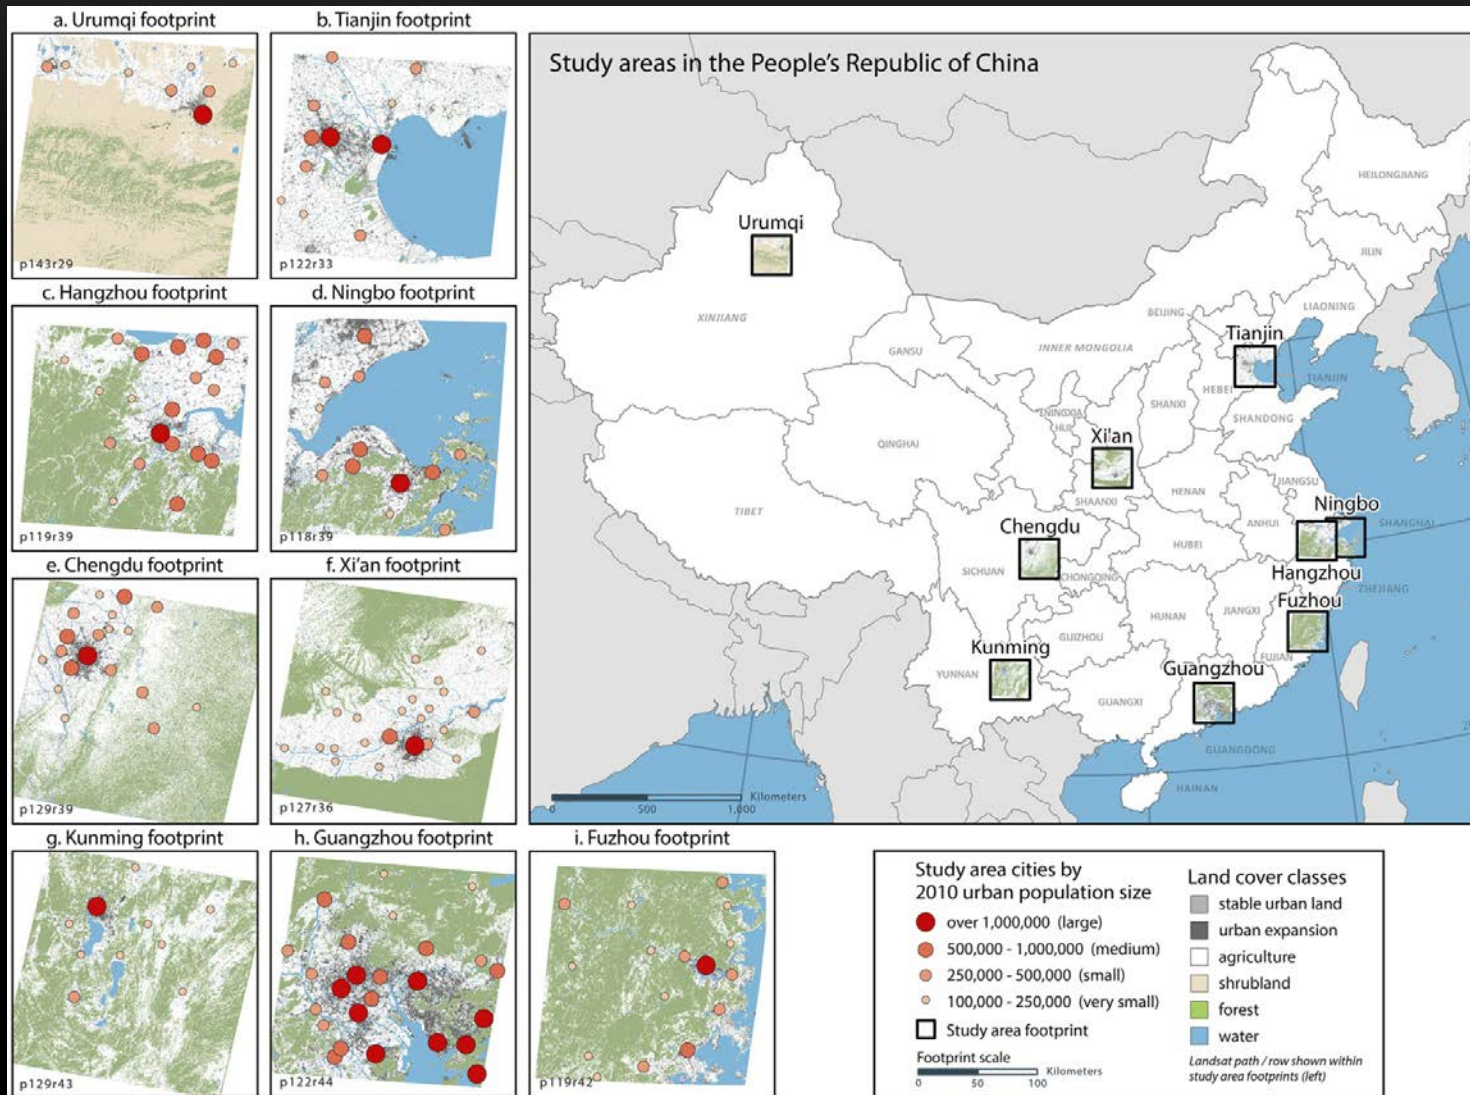 a. Urumqi footprint
b. Tianjin footprint
p143r29
p122r33
c. Hangzhou footprint
d. Ningbo footprint
p119r39
p118r39
e. Chengdu footprint
f. Xi'an footprint
p129r39
p127r36
g. Kunming footprint
h. Guangzhou footprint
i. Fuzhou footprint
p129r43
p122r44
p119r42
Study areas in the People's Republic of China
HEILONGJIANG
Urumqi
JILIN
XINJIANG
BEIJING
LIAONING
Tianjin
GANSU
INNER MONGOLIA
TIANJIN
HEBEI
SHANXI
NINGXIA
HUI
SHANDONG
Xi'an
QINGHAI
SHAANXI
HENAN
JIANGSU
Ningbo
TIBET
Chengdu
ANHUI
SHANGHAI
HUBEI
SICHUAN
CHONGQING
Hangzhou
ZHEJIANG
Fuzhou
HUNAN
JIANGXI
GUIZHOU
Kunming
FUJIAN
YUNNAN
Guangzhou
GUANGXI
GUANGDONG
HAINAN
Kilometers
0 500 1,000
Study area cities by
2010 urban population size
over 1,000,000 (large)
500,000 - 1,000,000 (medium)
250,000 - 500,000 (small)
100,000 - 250,000 (very small)
Study area footprint
Footprint scale
Kilometers
0 50 100
Land cover classes
stable urban land
urban expansion
agriculture
shrubland
forest
water
Landsat path / row shown within
study area footprints (left)